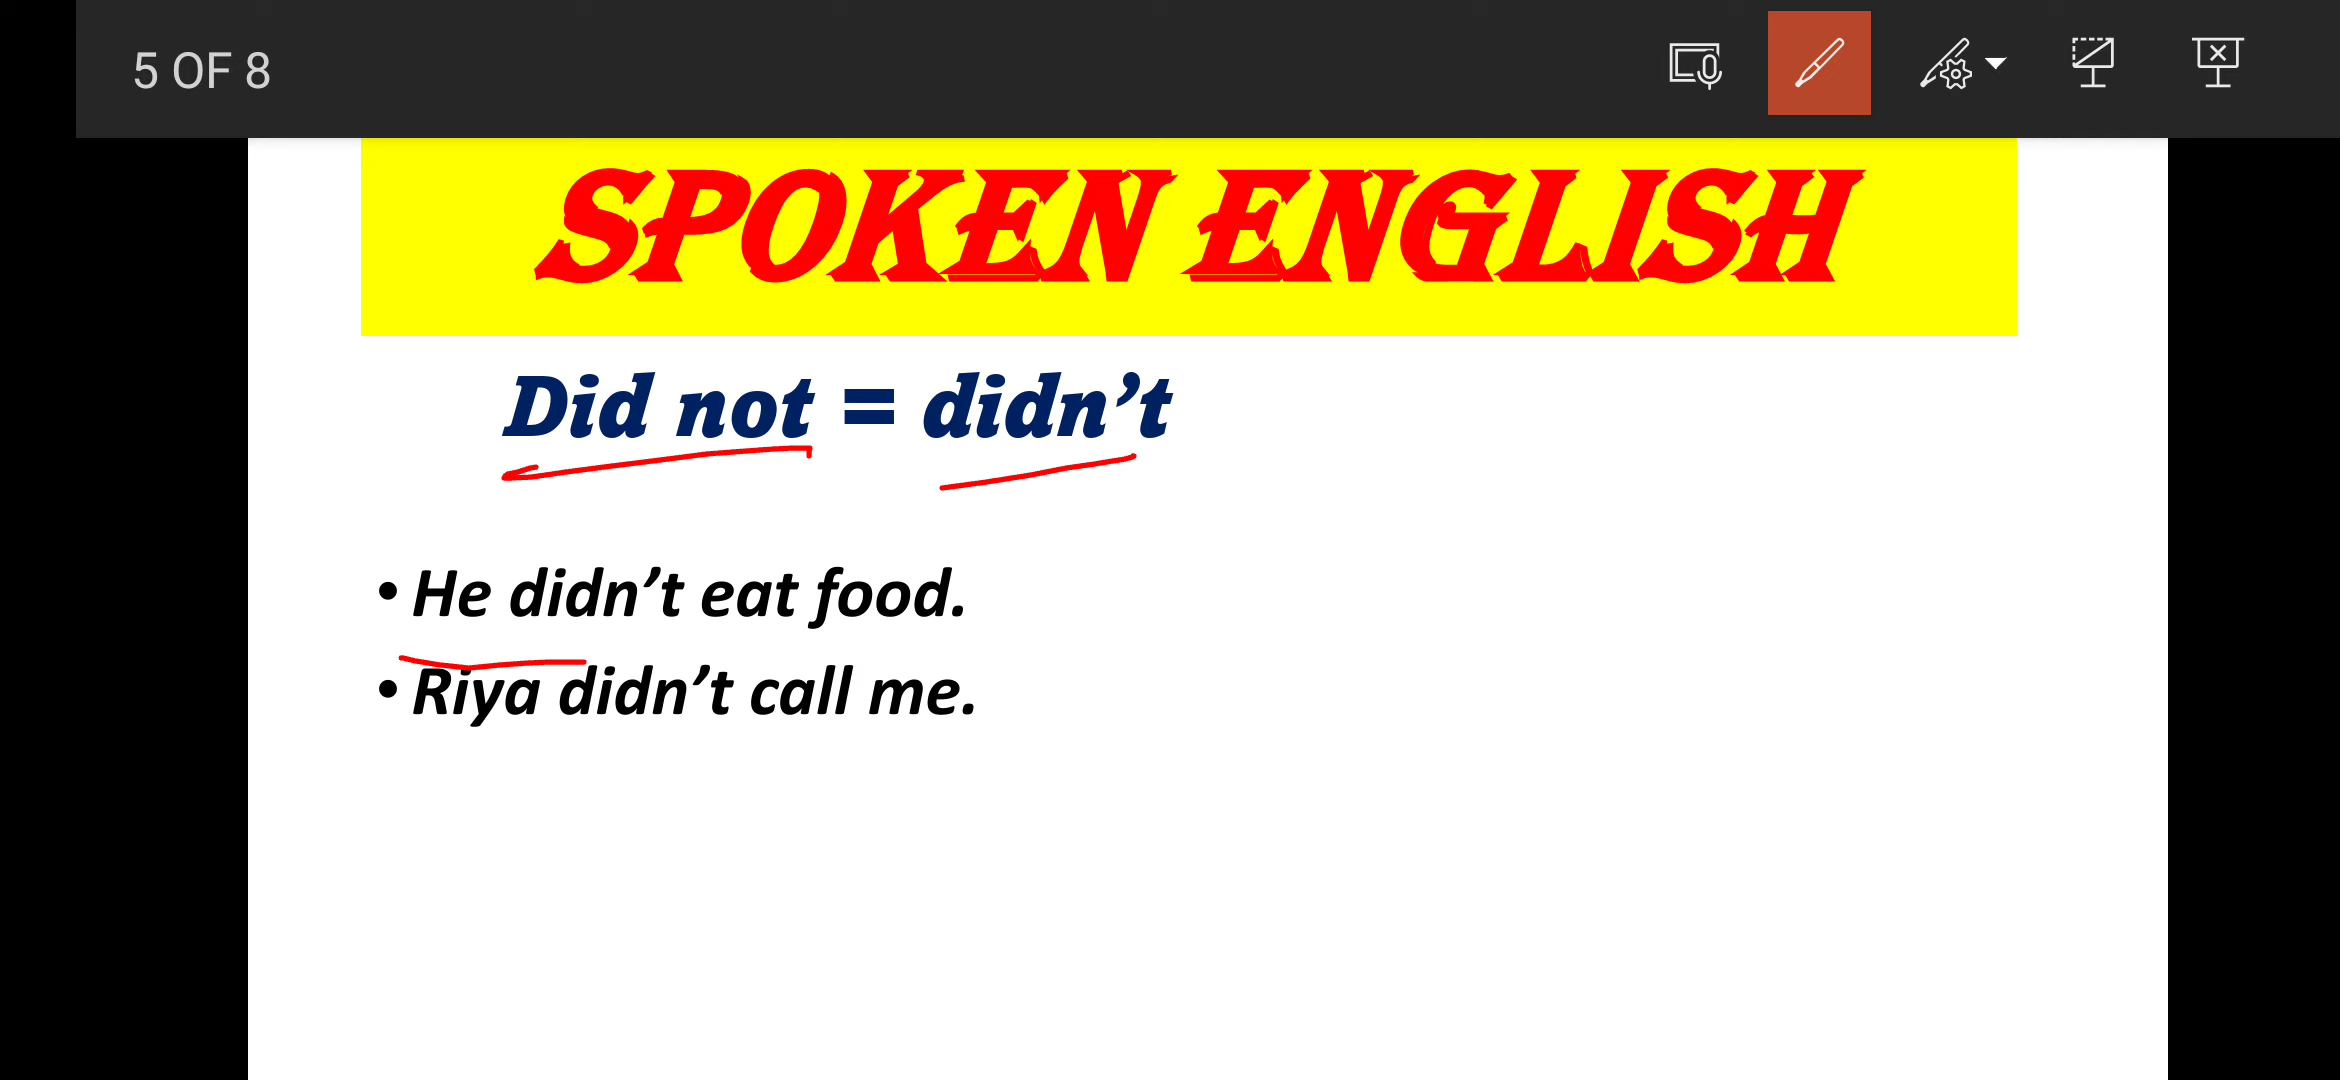 5 OF 8
SPOKEN ENGLISH
Did not = didn’t
• He didn’t eat food.
• Riya didn’t call me.